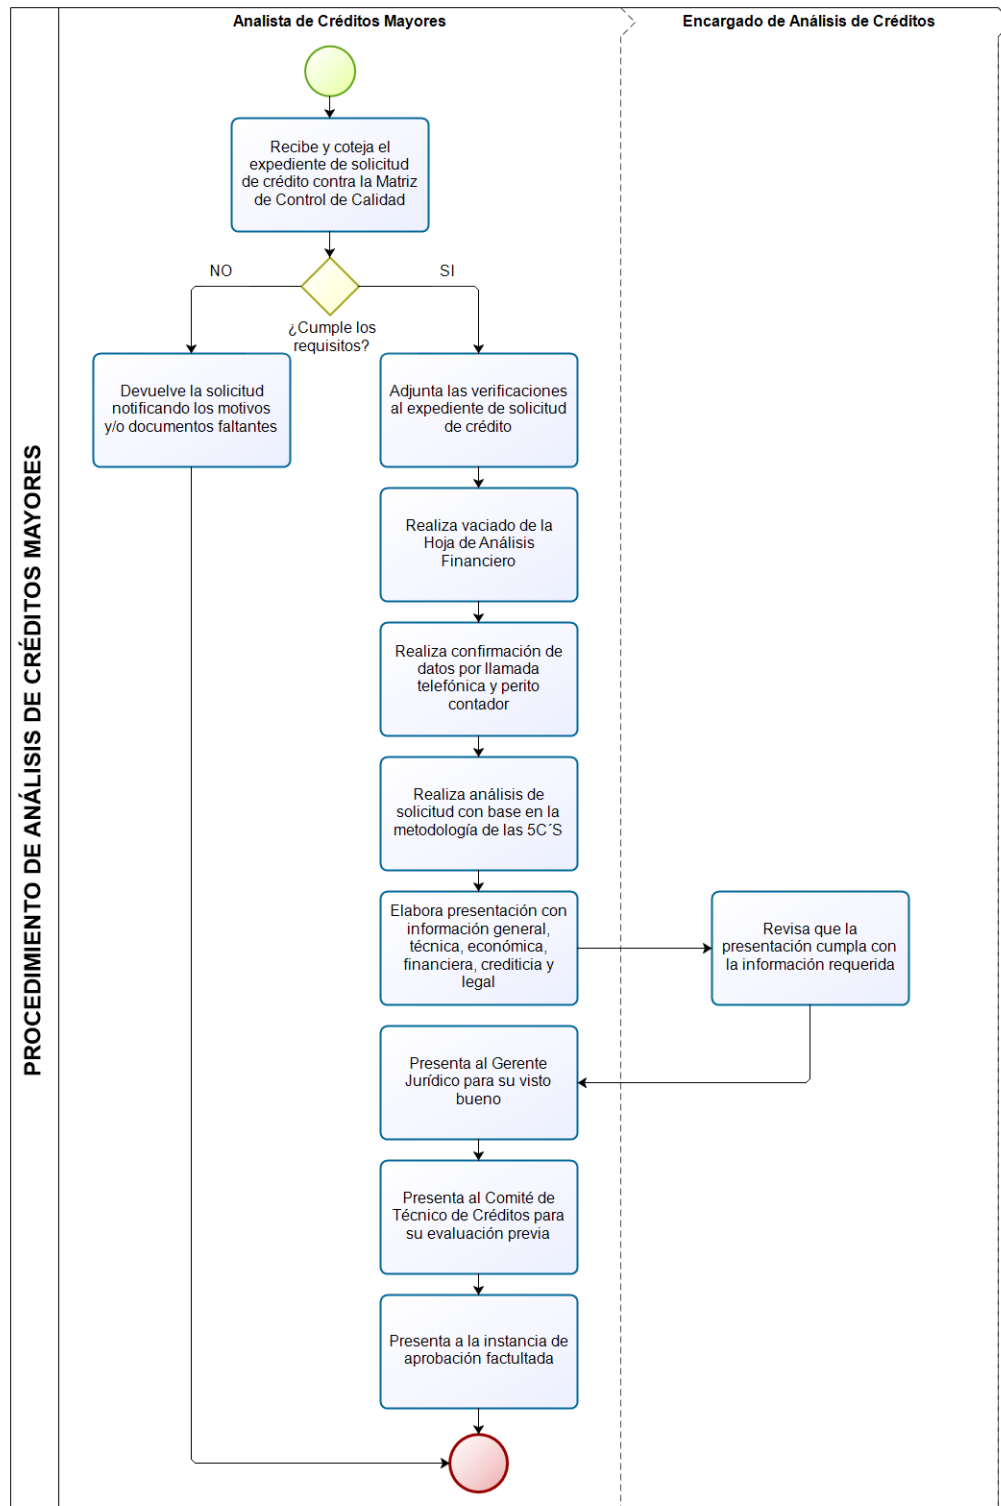 PROCEDIMIENTO DE ANÁLISIS DE CRÉDITOS MAYORES
Analista de Créditos Mayores
Encargado de Análisis de Créditos
Recibe y coteja el
expediente de solicitud
de crédito contra la Matriz
de Control de Calidad
NO
SI
¿Cumple los
requisitos?
Devuelve la solicitud
notificando los motivos
y/o documentos faltantes
Adjunta las verificaciones
al expediente de solicitud
de crédito
Realiza vaciado de la
Hoja de Análisis
Financiero
Realiza confirmación de
datos por llamada
telefónica y perito
contador
Realiza análisis de
solicitud con base en la
metodología de las 5C´S
Elabora presentación con
información general,
técnica, económica,
financiera, crediticia y
legal
Revisa que la
presentación cumpla con
la información requerida
Presenta al Gerente
Jurídico para su visto
bueno
Presenta al Comité de
Técnico de Créditos para
su evaluación previa
Presenta a la instancia de
aprobación factultada